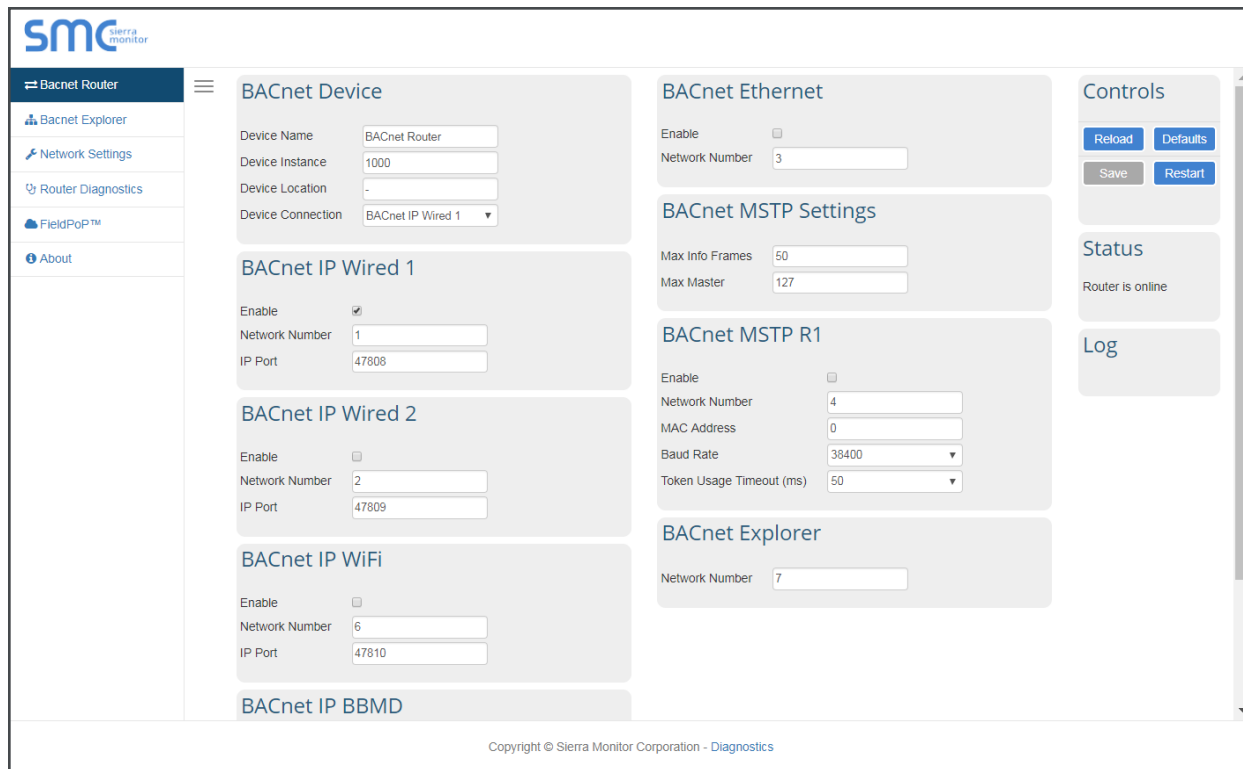 SMC sierra monitor
Bacnet Router
Bacnet Explorer
Network Settings
Router Diagnostics
FieldPoP™
About
BACnet Device
Device Name BACnet Router
Device Instance 1000
Device Location -
Device Connection BACnet IP Wired 1
BACnet IP Wired 1
Enable
Network Number 1
IP Port 47808
BACnet IP Wired 2
Enable
Network Number 2
IP Port 47809
BACnet IP WiFi
Enable
Network Number 6
IP Port 47810
BACnet IP BBMD
BACnet Ethernet
Enable
Network Number 3
BACnet MSTP Settings
Max Info Frames 50
Max Master 127
BACnet MSTP R1
Enable
Network Number 4
MAC Address 0
Baud Rate 38400
Token Usage Timeout (ms) 50
BACnet Explorer
Network Number 7
Controls
Reload Defaults
Save Restart
Status
Router is online
Log
Copyright © Sierra Monitor Corporation - Diagnostics